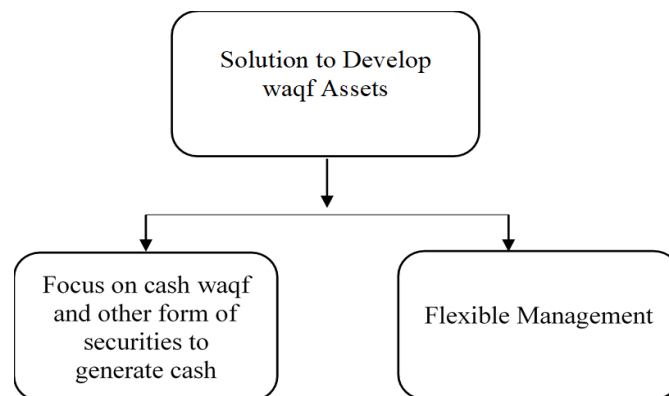 Solution to Develop
waqf Assets
Focus on cash waqf
and other form of
securities to
generate cash
Flexible Management